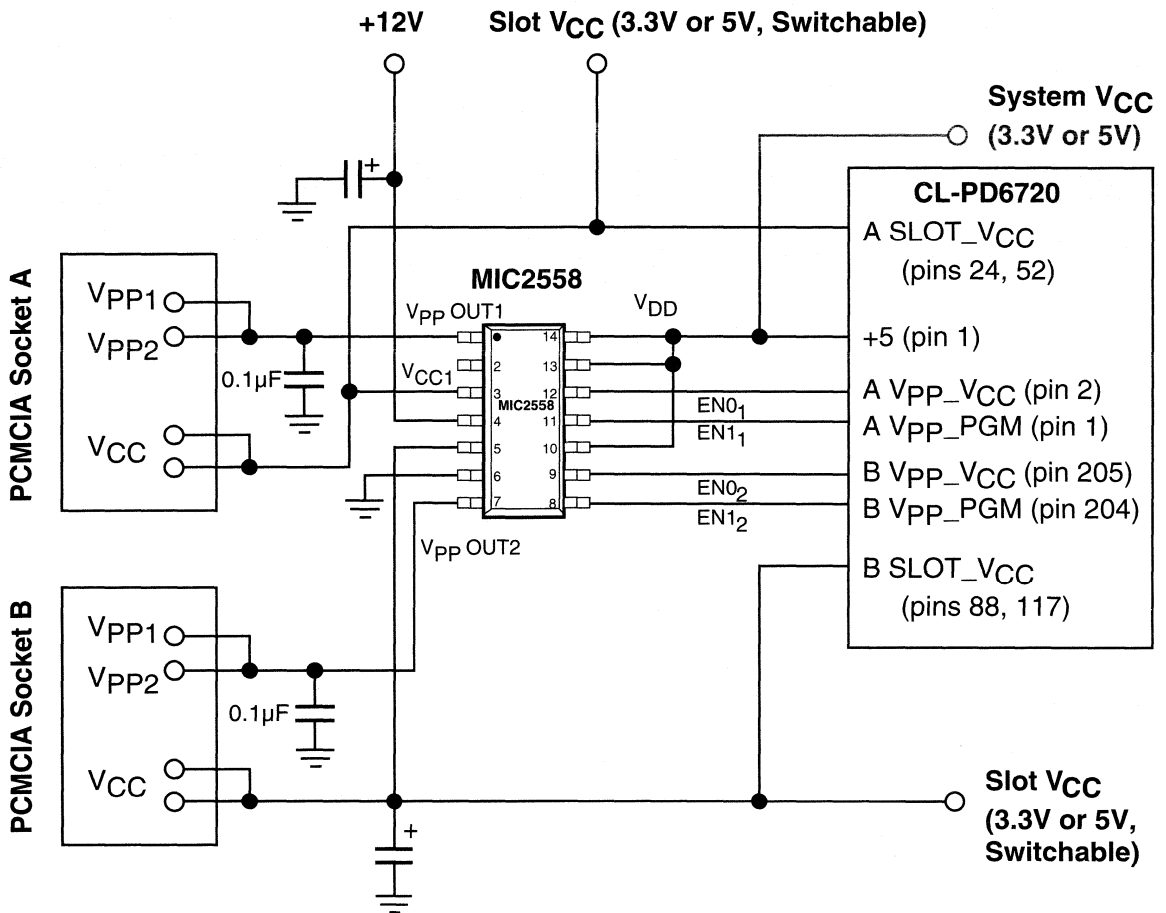 +12V
Slot VCC (3.3V or 5V, Switchable)
System VCC
(3.3V or 5V)
+
CL-PD6720
A SLOT_VCC
(pins 24, 52)
+5 (pin 1)
A VPP_VCC (pin 2)
A VPP_PGM (pin 1)
B VPP_VCC (pin 205)
B VPP_PGM (pin 204)
B SLOT_VCC
(pins 88, 117)
PCMCIA Socket A
VPP1
VPP2
VCC
0.1µF
MIC2558
VPP OUT1
VCC1
VDD
14
2
13
3
12
MIC2558
4
11
5
10
6
9
7
8
EN01
EN11
EN02
EN12
VPP OUT2
PCMCIA Socket B
VPP1
VPP2
VCC
0.1µF
+
Slot VCC
(3.3V or 5V,
Switchable)